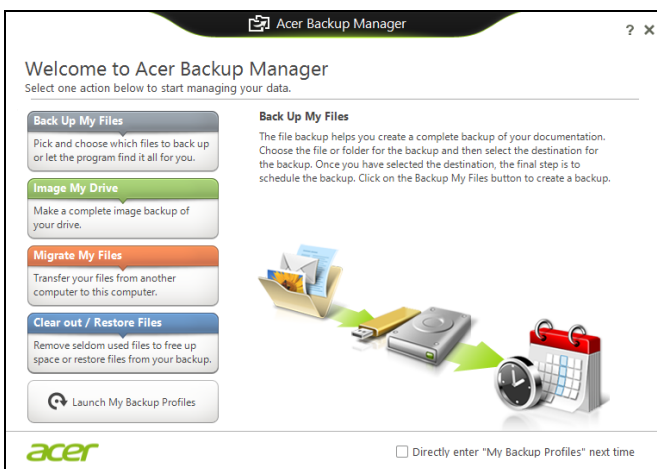 Acer Backup Manager
? X
Welcome to Acer Backup Manager
Select one action below to start managing your data.
Back Up My Files
Pick and choose which files to back up
or let the program find it all for you.
Image My Drive
Make a complete image backup of
your drive.
Migrate My Files
Transfer your files from another
computer to this computer.
Clear out / Restore Files
Remove seldom used files to free up
space or restore files from your backup.
Launch My Backup Profiles
Back Up My Files
The file backup helps you create a complete backup of your documentation.
Choose the file or folder for the backup and then select the destination for
the backup. Once you have selected the destination, the final step is to
schedule the backup. Click on the Backup My Files button to create a backup.
acer
Directly enter "My Backup Profiles" next time